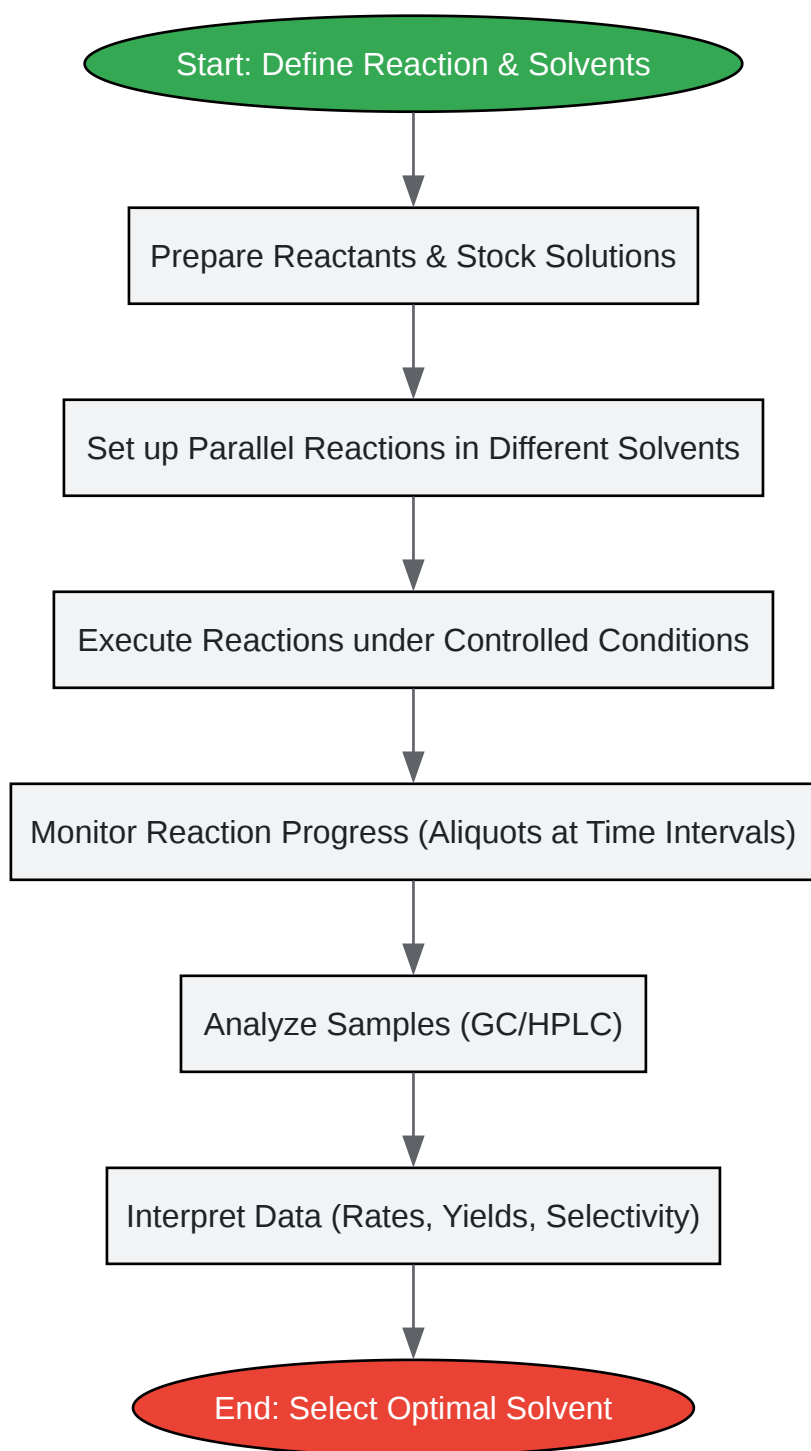 Start: Define Reaction & Solvents
Prepare Reactants & Stock Solutions
Set up Parallel Reactions in Different Solvents
Execute Reactions under Controlled Conditions
Monitor Reaction Progress (Aliquots at Time Intervals)
Analyze Samples (GC/HPLC)
Interpret Data (Rates, Yields, Selectivity)
End: Select Optimal Solvent